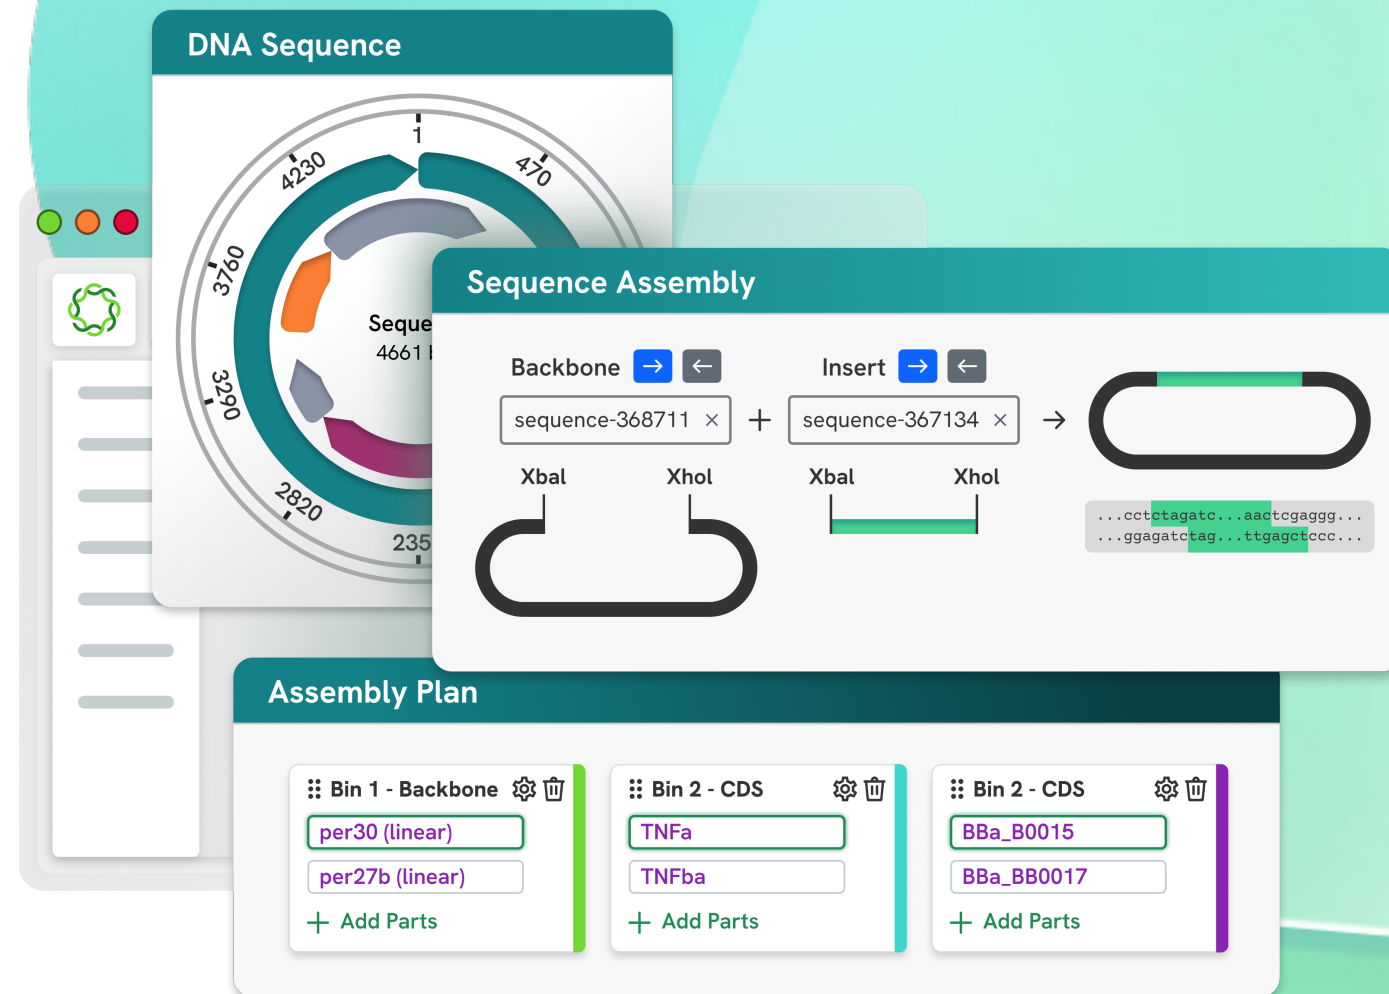 DNA Sequence
1
470
4230
3760
3290
2820
235
Seque
4661
Sequence Assembly
Backbone → ←
Insert → ←
sequence-368711 × + sequence-367134 × →
XbaI XhoI XbaI XhoI
...cctctagatc...aactcgaggg...
...ggagatctag...ttgagctccc...
Assembly Plan
Bin 1 - Backbone
per30 (linear)
per27b (linear)
+ Add Parts
Bin 2 - CDS
TNFa
TNFba
+ Add Parts
Bin 2 - CDS
BBa_B0015
BBa_BB0017
+ Add Parts